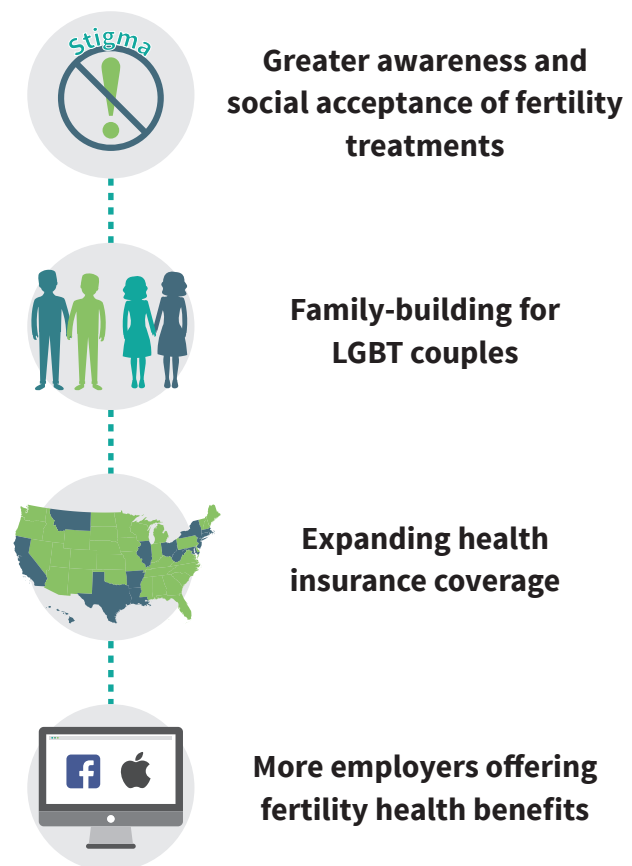 Stigma
Greater awareness and
social acceptance of fertility
treatments
Family-building for
LGBT couples
Expanding health
insurance coverage
More employers offering
fertility health benefits